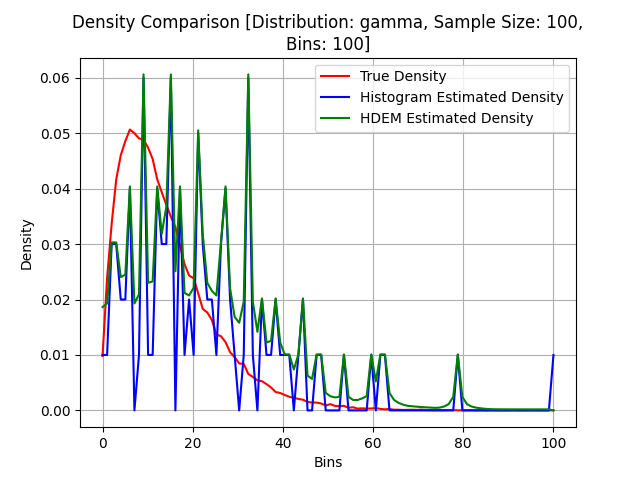 Density Comparison [Distribution: gamma, Sample Size: 100,
Bins: 100]
True Density
Histogram Estimated Density
HDEM Estimated Density
Density
0.06
0.05
0.04
0.03
0.02
0.01
0.00
0 20 40 60 80 100
Bins